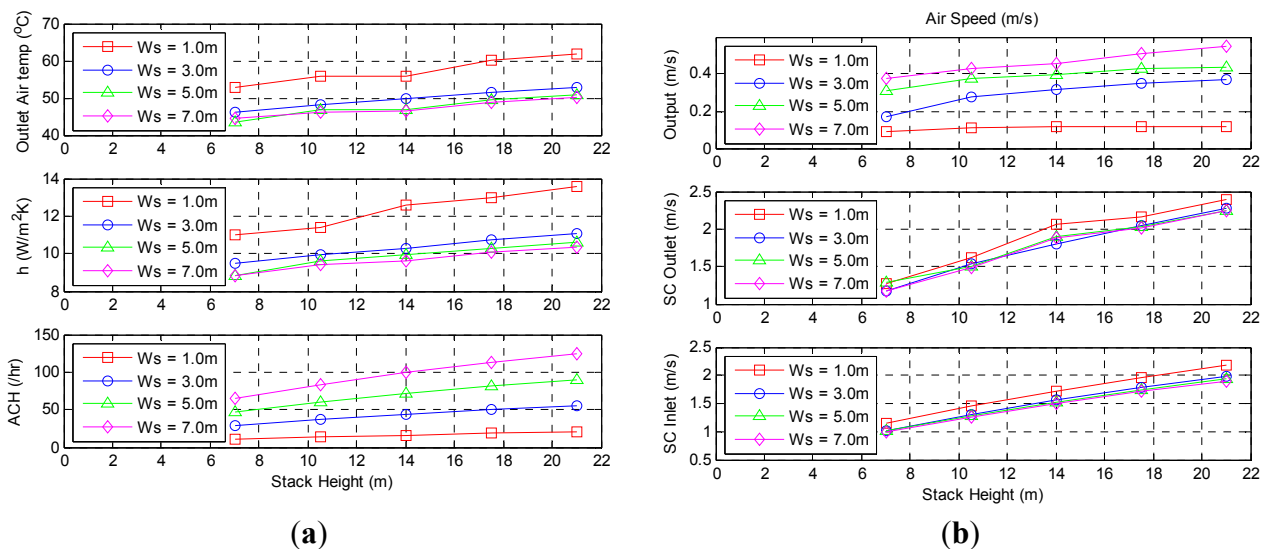 70
60
50
40
Outlet Air temp (⁰C)
Ws = 1.0m
Ws = 3.0m
Ws = 5.0m
Ws = 7.0m
0 2 4 6 8 10 12 14 16 18 20 22
14
12
10
8
h (W/m²K)
Ws = 1.0m
Ws = 3.0m
Ws = 5.0m
Ws = 7.0m
0 2 4 6 8 10 12 14 16 18 20 22
150
100
50
0
ACH (/hr)
Ws = 1.0m
Ws = 3.0m
Ws = 5.0m
Ws = 7.0m
0 2 4 6 8 10 12 14 16 18 20 22
Stack Height (m)
(a)
Air Speed (m/s)
0.4
0.2
0
Output (m/s)
Ws = 1.0m
Ws = 3.0m
Ws = 5.0m
Ws = 7.0m
0 2 4 6 8 10 12 14 16 18 20 22
2.5
2
1.5
1
SC Outlet (m/s)
Ws = 1.0m
Ws = 3.0m
Ws = 5.0m
Ws = 7.0m
0 2 4 6 8 10 12 14 16 18 20 22
2.5
2
1.5
1
0.5
SC Inlet (m/s)
Ws = 1.0m
Ws = 3.0m
Ws = 5.0m
Ws = 7.0m
0 2 4 6 8 10 12 14 16 18 20 22
Stack Height (m)
(b)